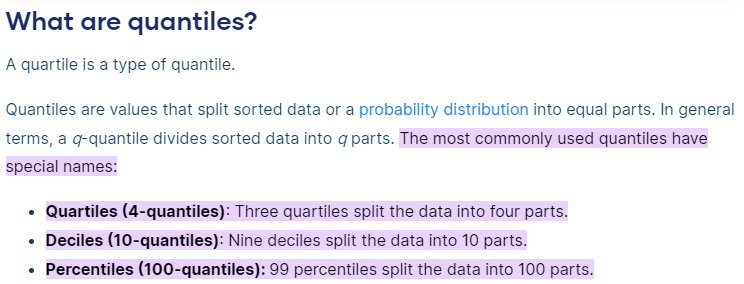 What are quantiles?
A quartile is a type of quantile.
Quantiles are values that split sorted data or a probability distribution into equal parts. In general
terms, a q-quantile divides sorted data into q parts. The most commonly used quantiles have
special names:
• Quartiles (4-quantiles): Three quartiles split the data into four parts.
• Deciles (10-quantiles): Nine deciles split the data into 10 parts.
• Percentiles (100-quantiles): 99 percentiles split the data into 100 parts.